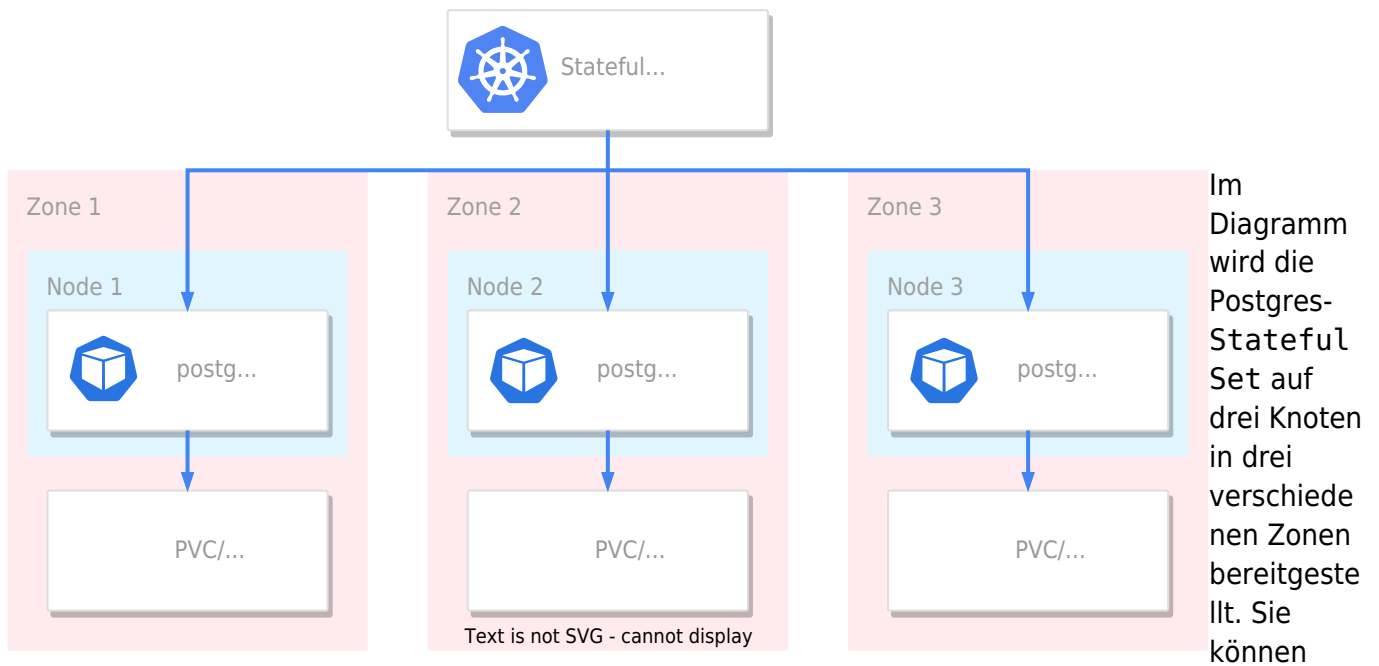 Stateful...
Zone 1
Zone 2
Zone 3
Node 1
Node 2
Node 3
postg...
postg...
postg...
PVC/...
PVC/...
PVC/...
Text is not SVG - cannot display
Im
Diagramm
wird die
Postgres-
Stateful
Set auf
drei Knoten
in drei
verschiede
nen Zonen
bereitgeste
llt. Sie
können